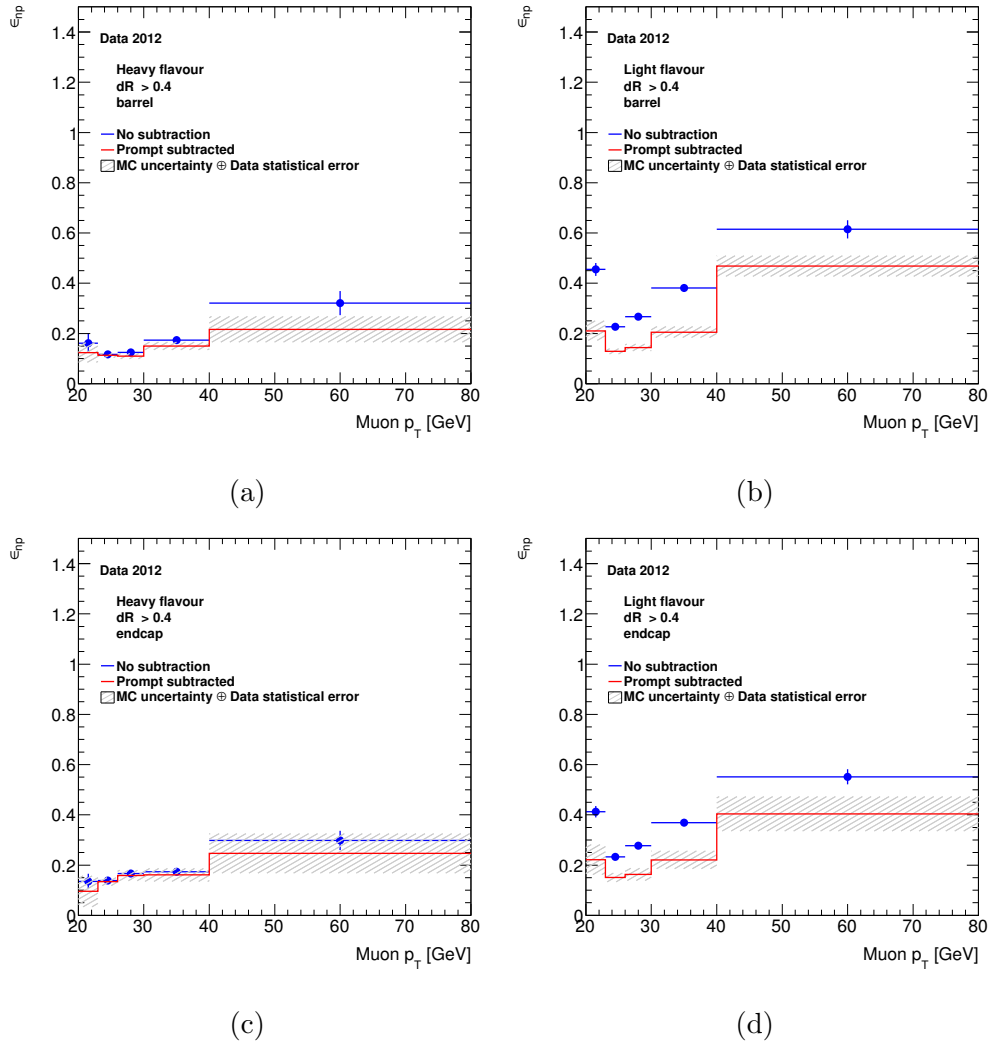 ϵnp
1.4
Data 2012
1.2
Heavy flavour
dR > 0.4
barrel
1
No subtraction
Prompt subtracted
0.8
MC uncertainty ⊕ Data statistical error
0.6
0.4
0.2
0
20 30 40 50 60 70 80
Muon pT [GeV]
(a)
ϵnp
1.4
Data 2012
1.2
Light flavour
dR > 0.4
barrel
1
No subtraction
Prompt subtracted
0.8
MC uncertainty ⊕ Data statistical error
0.6
0.4
0.2
0
20 30 40 50 60 70 80
Muon pT [GeV]
(b)
ϵnp
1.4
Data 2012
1.2
Heavy flavour
dR > 0.4
endcap
1
No subtraction
Prompt subtracted
0.8
MC uncertainty ⊕ Data statistical error
0.6
0.4
0.2
0
20 30 40 50 60 70 80
Muon pT [GeV]
(c)
ϵnp
1.4
Data 2012
1.2
Light flavour
dR > 0.4
endcap
1
No subtraction
Prompt subtracted
0.8
MC uncertainty ⊕ Data statistical error
0.6
0.4
0.2
0
20 30 40 50 60 70 80
Muon pT [GeV]
(d)